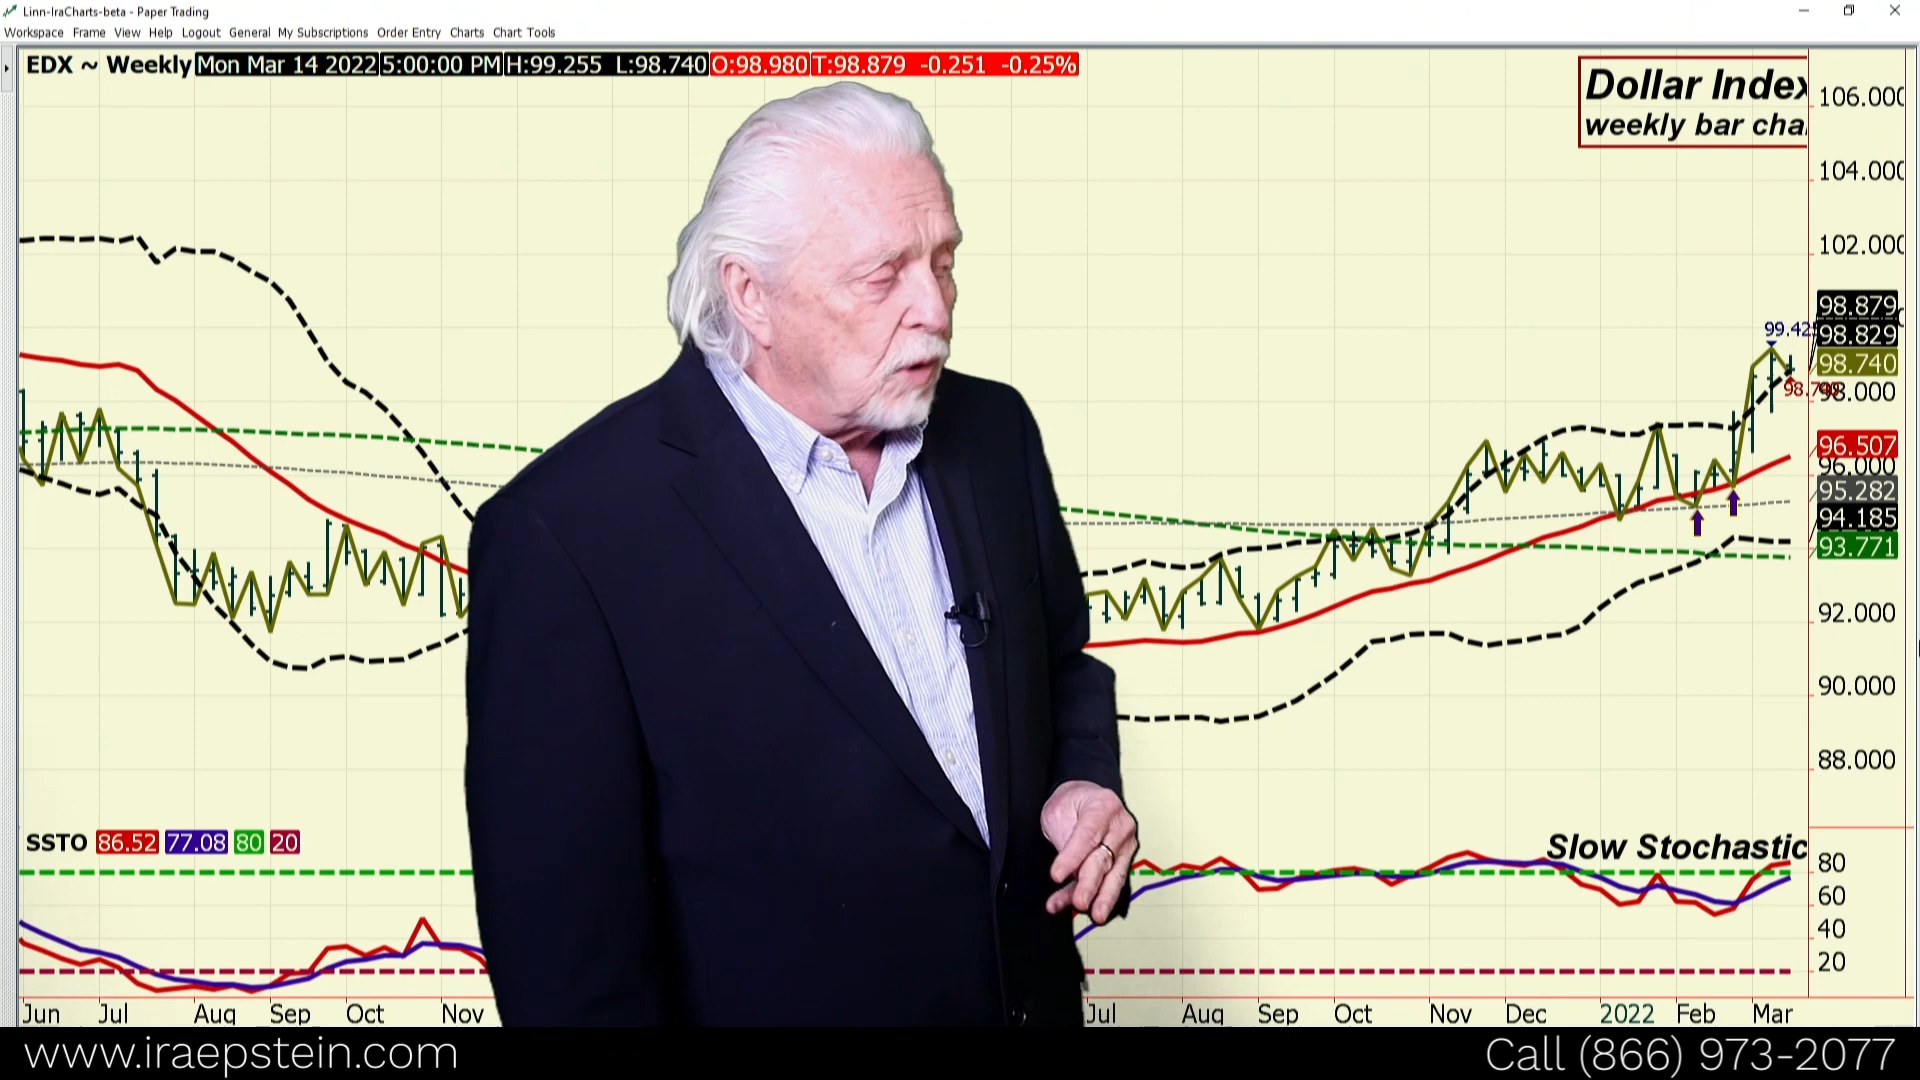 Linn-IraCharts-beta - Paper Trading
Workspace Frame View Help Logout General My Subscriptions Order Entry Charts Chart Tools
EDX ~ Weekly Mon Mar 14 2022 5:00:00 PM H:99.255 L:98.740 O:98.980 T:98.879 -0.251 -0.25%
Dollar Index
weekly bar cha
106.000
104.000
102.000
98.879
99.425
98.829
98.740
98.740
98.000
96.507
96.000
95.282
94.185
93.771
92.000
90.000
88.000
SSTO 86.52 77.08 80 20
Slow Stochastic
80
60
40
20
Jun Jul Aug Sep Oct Nov Jul Aug Sep Oct Nov Dec 2022 Feb Mar
www.iraepstein.com
Call (866) 973-2077